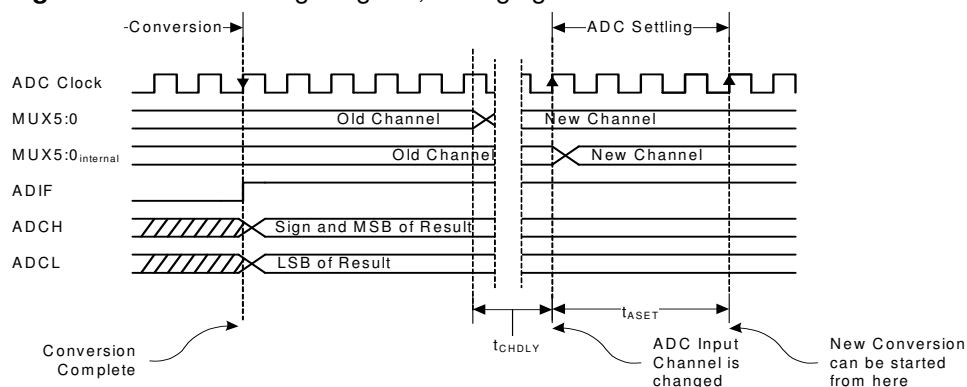 -Conversion
ADC Settling
ADC Clock
MUX5:0
Old Channel
New Channel
MUX5:0internal
Old Channel
New Channel
ADIF
ADCH
Sign and MSB of Result
ADCL
LSB of Result
tCHDLY
tASET
Conversion
Complete
ADC Input
Channel is
changed
New Conversion
can be started
from here